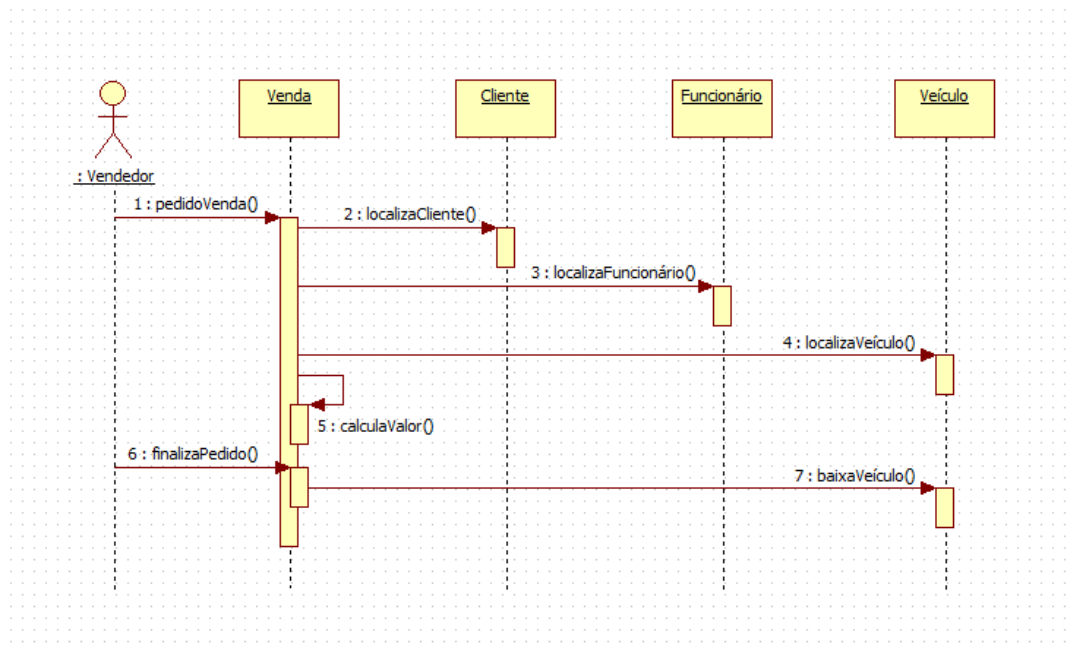 Venda
Cliente
Funcionário
Veículo
: Vendedor
1 : pedidoVenda()
2 : localizaCliente()
3 : localizaFuncionário()
4 : localizaVeículo()
5 : calculaValor()
6 : finalizaPedido()
7 : baixaVeículo()